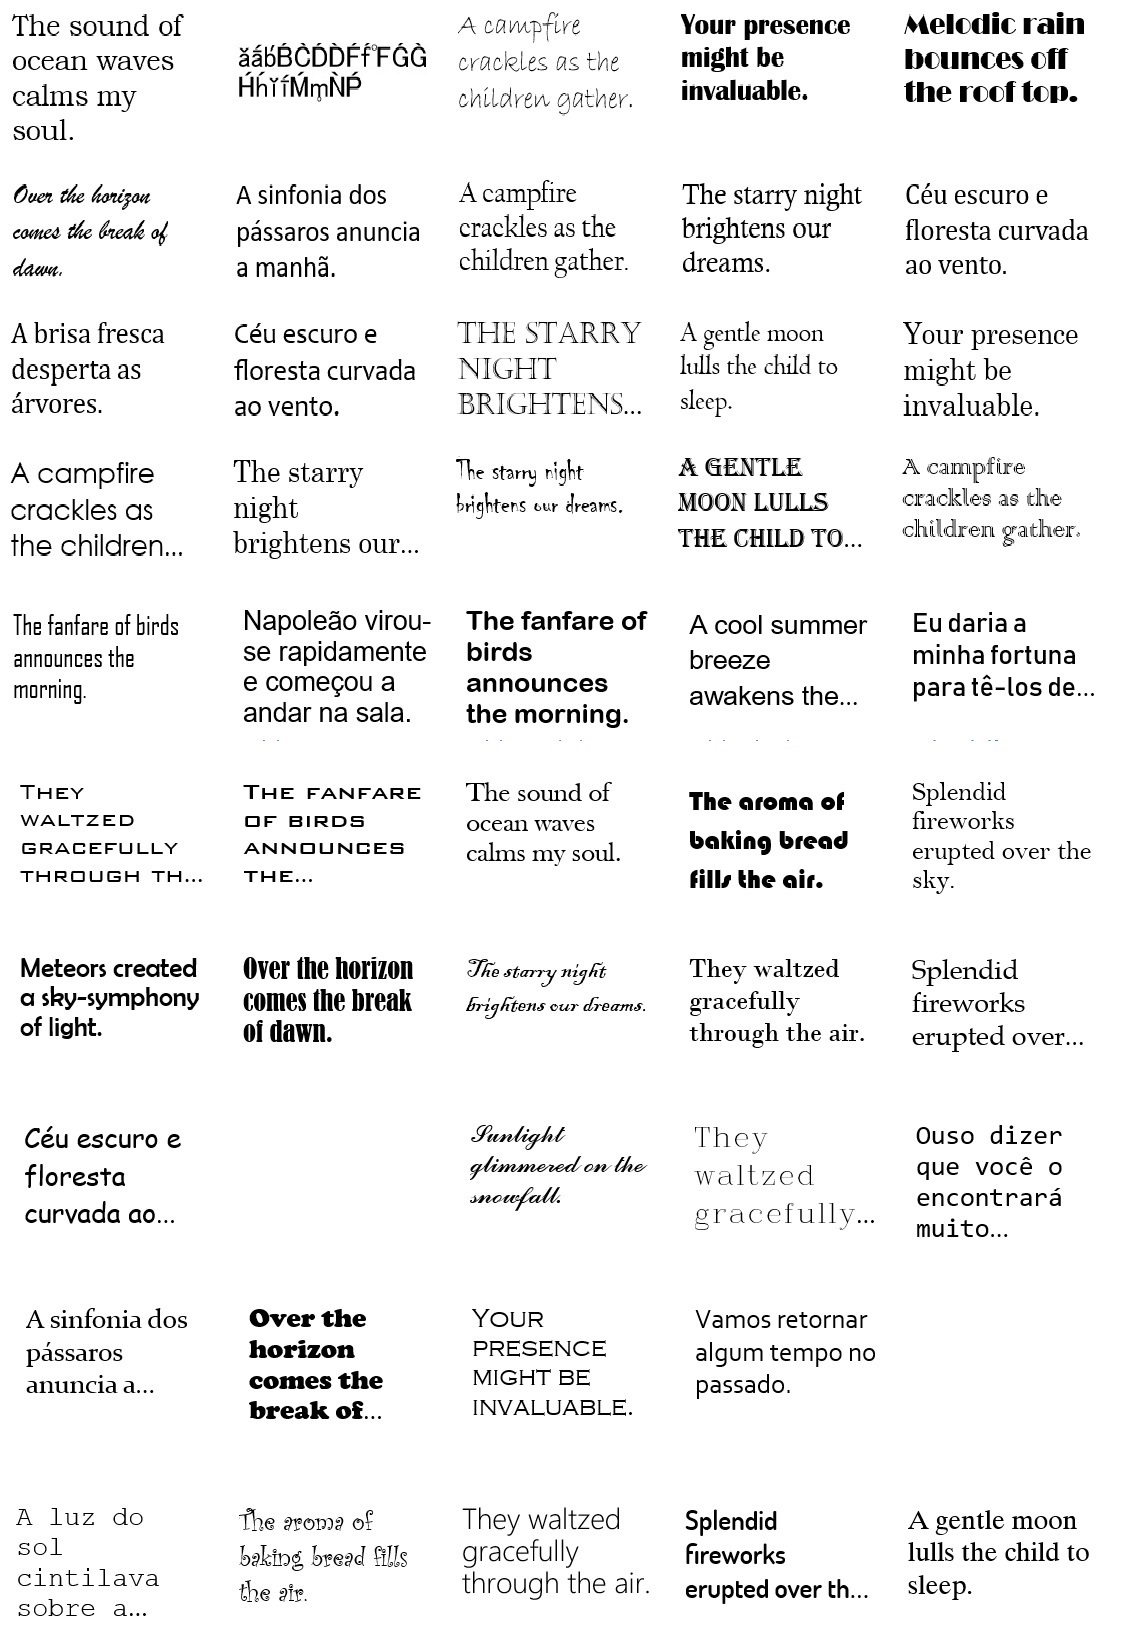 The sound of
ocean waves
calms my
soul.
A campfire
crackles as the
children gather.
Your presence
might be
invaluable.
Melodic rain
bounces off
the roof top.
Over the horizon
comes the break of
dawn.
A sinfonia dos
pássaros anuncia
a manhã.
A campfire
crackles as the
children gather.
The starry night
brightens our
dreams.
Céu escuro e
floresta curvada
ao vento.
A brisa fresca
desperta as
árvores.
Céu escuro e
floresta curvada
ao vento.
THE STARRY
NIGHT
BRIGHTENS...
A gentle moon
lulls the child to
sleep.
Your presence
might be
invaluable.
A campfire
crackles as
the children...
The starry
night
brightens our...
The starry night
brightens our dreams.
A GENTLE
MOON LULLS
THE CHILD TO...
A campfire
crackles as the
children gather.
The fanfare of birds
announces the
morning.
Napoleão virou-
se rapidamente
e começou a
andar na sala.
The fanfare of
birds
announces
the morning.
A cool summer
breeze
awakens the...
Eu daria a
minha fortuna
para tê-los de...
THEY
WALTZED
GRACEFULLY
THROUGH TH...
THE FANFARE
OF BIRDS
ANNOUNCES
THE...
The sound of
ocean waves
calms my soul.
The aroma of
baking bread
fills the air.
Splendid
fireworks
erupted over the
sky.
Meteors created
a sky-symphony
of light.
Over the horizon
comes the break
of dawn.
The starry night
brightens our dreams.
They waltzed
gracefully
through the air.
Splendid
fireworks
erupted over...
Céu escuro e
floresta
curvada ao...
Sunlight
glimmered on the
snowfall.
They
waltzed
gracefully...
Ouso dizer
que você o
encontrará
muito...
A sinfonia dos
pássaros
anuncia a...
Over the
horizon
comes the
break of...
YOUR
PRESENCE
MIGHT BE
INVALUABLE.
Vamos retornar
algum tempo no
passado.
A luz do
sol
cintilava
sobre a...
The aroma of
baking bread fills
the air.
They waltzed
gracefully
through the air.
Splendid
fireworks
erupted over th...
A gentle moon
lulls the child to
sleep.